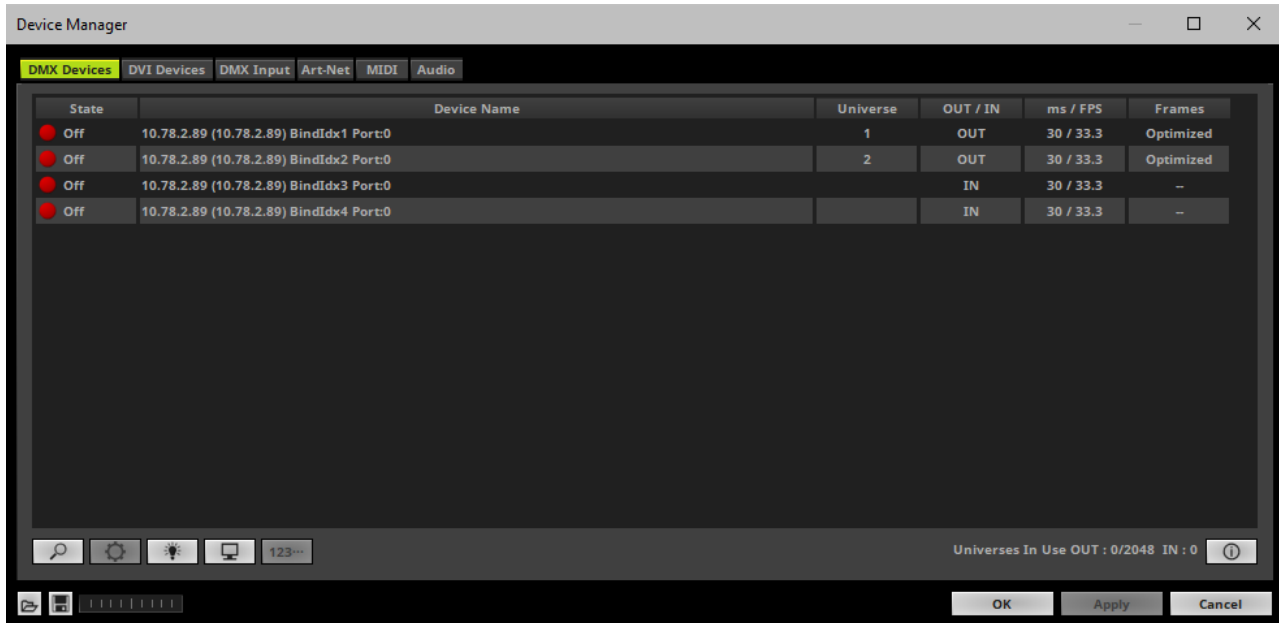 Device Manager
DMX Devices DVI Devices DMX Input Art-Net MIDI Audio
State Device Name Universe OUT / IN ms / FPS Frames
Off 10.78.2.89 (10.78.2.89) BindIdx1 Port:0 1 OUT 30 / 33.3 Optimized
Off 10.78.2.89 (10.78.2.89) BindIdx2 Port:0 2 OUT 30 / 33.3 Optimized
Off 10.78.2.89 (10.78.2.89) BindIdx3 Port:0 IN 30 / 33.3 --
Off 10.78.2.89 (10.78.2.89) BindIdx4 Port:0 IN 30 / 33.3 --
123... Universes In Use OUT : 0/2048 IN : 0
OK Apply Cancel